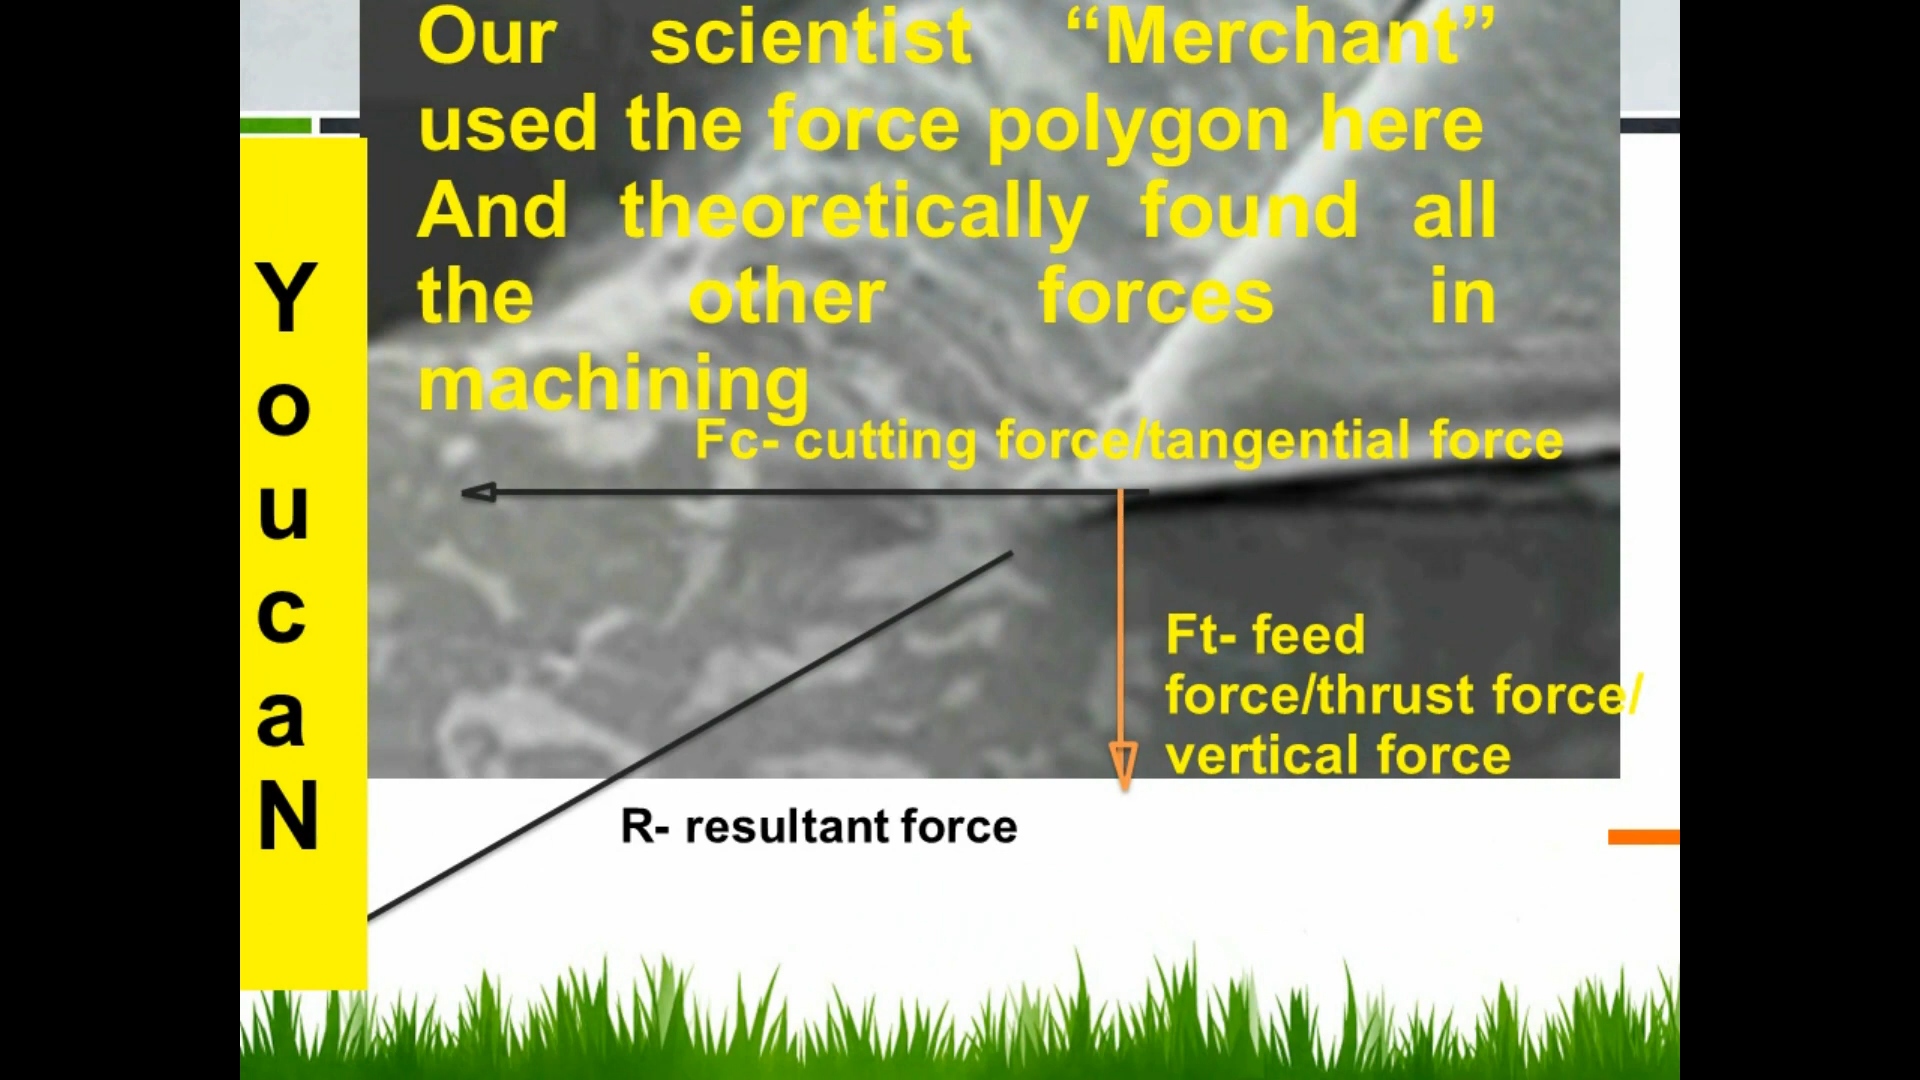 Our scientist “Merchant”
used the force polygon here
And theoretically found all
the other forces in
machining
Fc- cutting force/tangential force
Ft- feed
force/thrust force/
vertical force
R- resultant force
Y
o
u
c
a
N